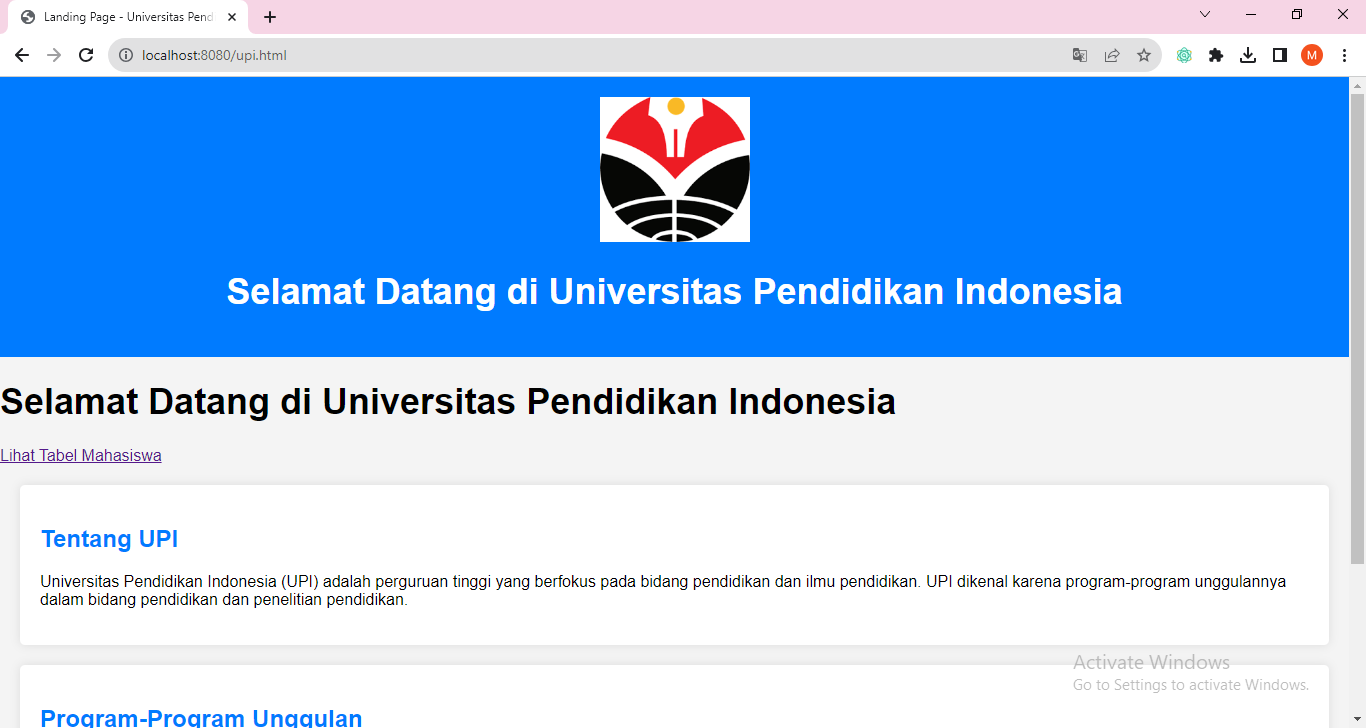 Landing Page - Universitas Pend
localhost:8080/upi.html
M
Selamat Datang di Universitas Pendidikan Indonesia
Selamat Datang di Universitas Pendidikan Indonesia
Lihat Tabel Mahasiswa
Tentang UPI
Universitas Pendidikan Indonesia (UPI) adalah perguruan tinggi yang berfokus pada bidang pendidikan dan ilmu pendidikan. UPI dikenal karena program-program unggulannya
dalam bidang pendidikan dan penelitian pendidikan.
Activate Windows
Go to Settings to activate Windows.
Program-Program Unggulan